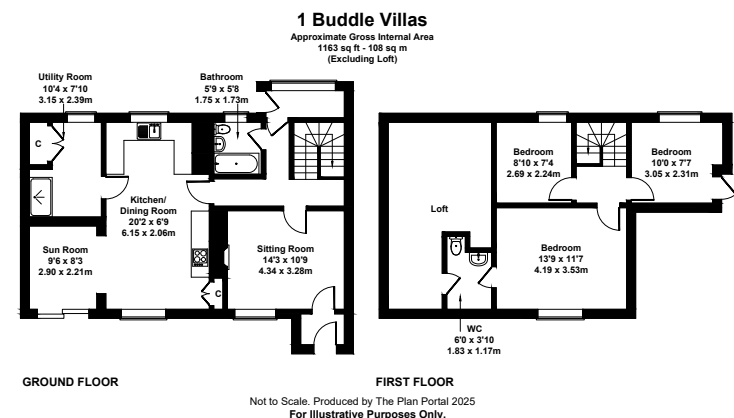 1 Buddle Villas
Approximate Gross Internal Area
1163 sq ft - 108 sq m
(Excluding Loft)
Utility Room
10'4 x 7'10
3.15 x 2.39m
Bathroom
5'9 x 5'8
1.75 x 1.73m
C
Kitchen/
Dining Room
20'2 x 6'9
6.15 x 2.06m
Sun Room
9'6 x 8'3
2.90 x 2.21m
Sitting Room
14'3 x 10'9
4.34 x 3.28m
C
Bedroom
8'10 x 7'4
2.69 x 2.24m
Bedroom
10'0 x 7'7
3.05 x 2.31m
Loft
Bedroom
13'9 x 11'7
4.19 x 3.53m
WC
6'0 x 3'10
1.83 x 1.17m
GROUND FLOOR
FIRST FLOOR
Not to Scale. Produced by The Plan Portal 2025
For Illustrative Purposes Only.